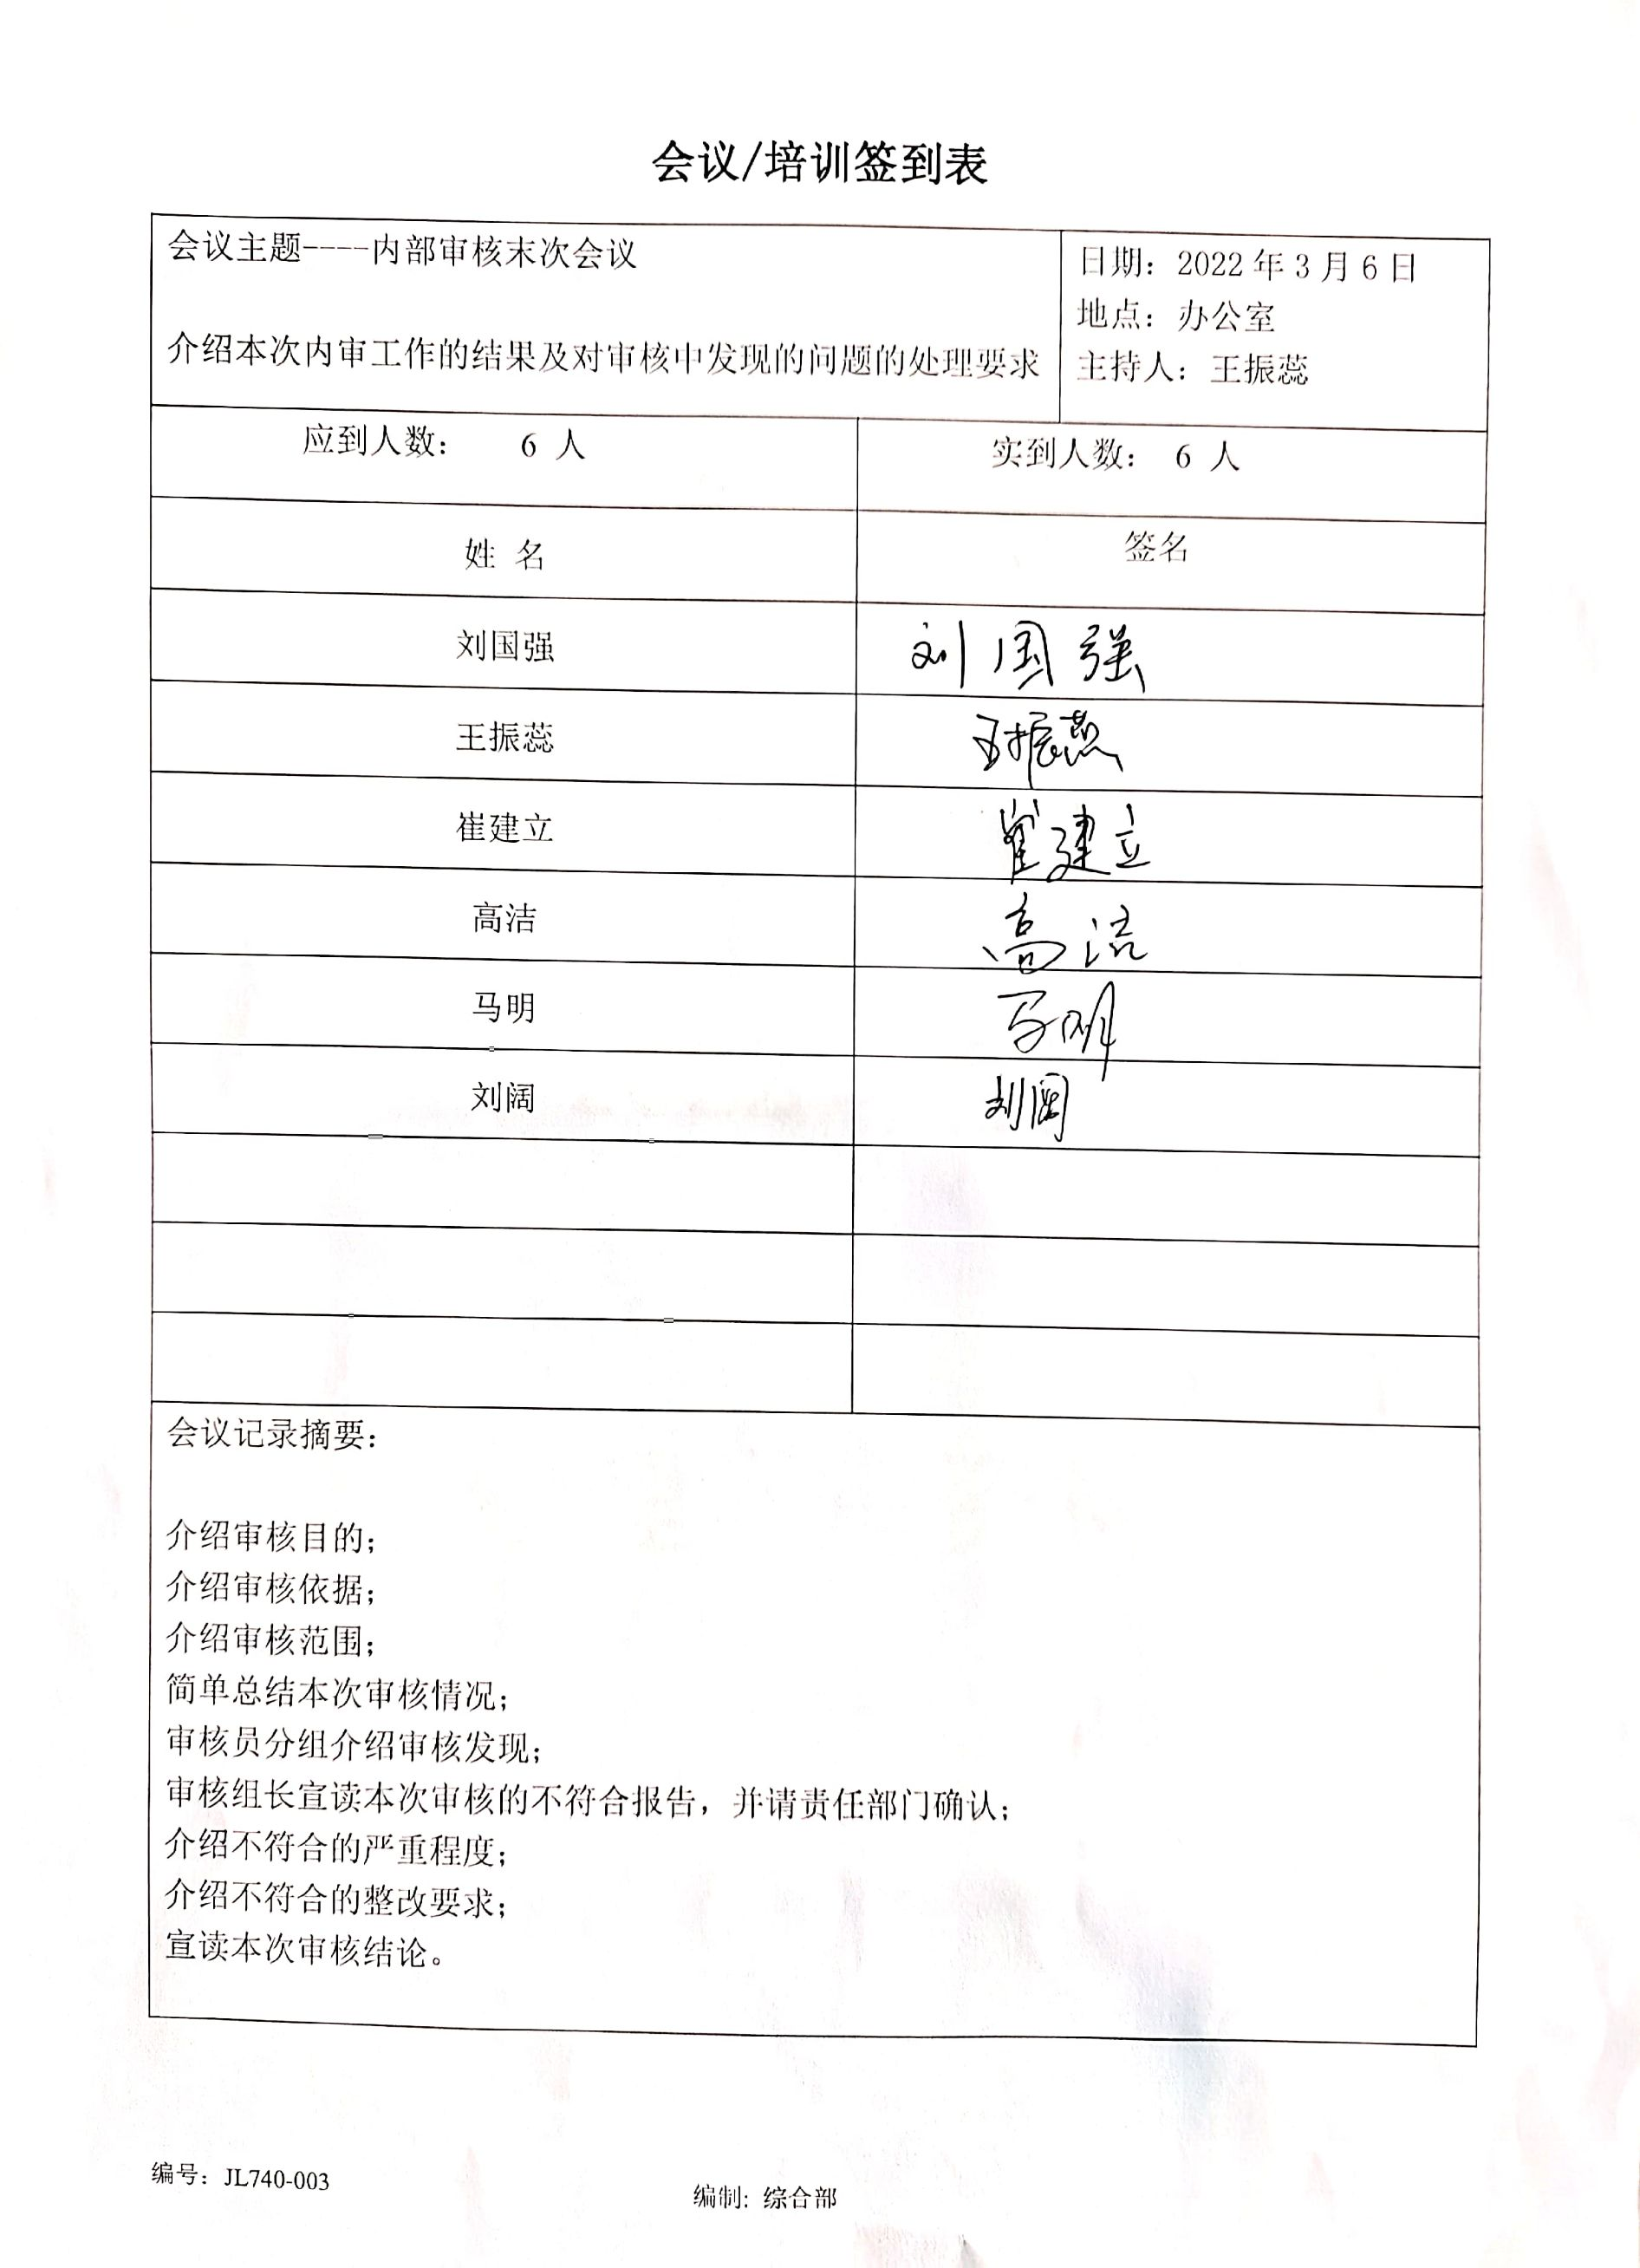 会议/培训签到表
会议主题----内部审核末次会议
介绍本次内审工作的结果及对审核中发现的问题的处理要求
日期：2022年3月6日
地点：办公室
主持人：王振蕊
应到人数： 6 人
实到人数： 6 人
姓 名
签名
刘国强
刘国强
王振蕊
王振蕊
崔建立
崔建立
高洁
高洁
马明
马明
刘阔
刘阔
会议记录摘要：
介绍审核目的；
介绍审核依据；
介绍审核范围；
简单总结本次审核情况；
审核员分组介绍审核发现；
审核组长宣读本次审核的不符合报告，并请责任部门确认；
介绍不符合的严重程度；
介绍不符合的整改要求；
宣读本次审核结论。
编号：JL740-003
编制: 综合部